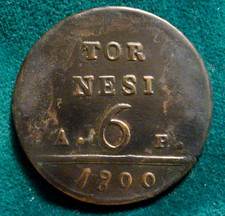 TOR
NESI
A. 6 P.
1800